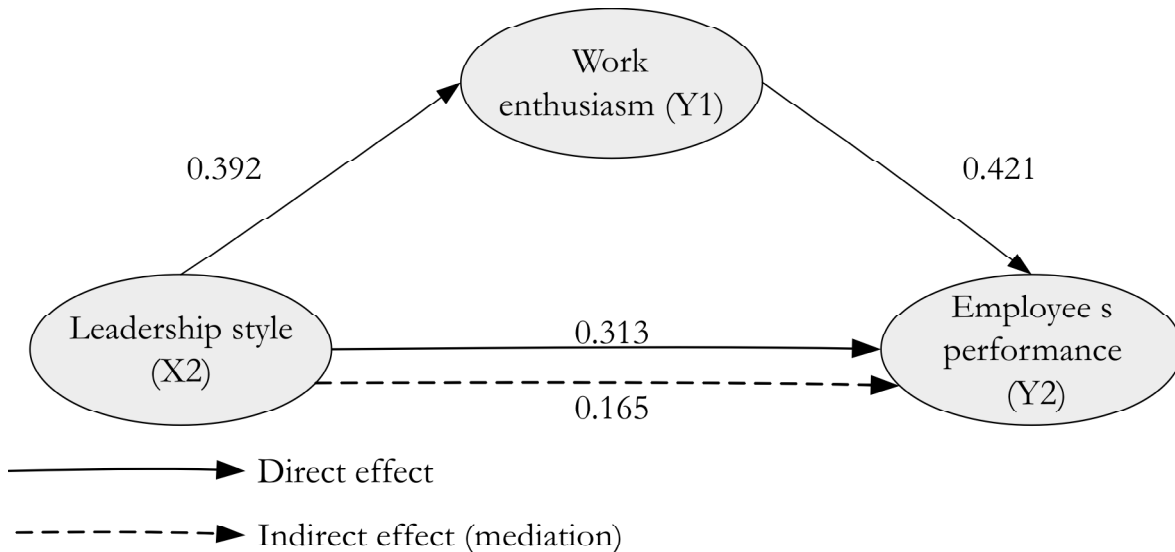 Work
enthusiasm (Y1)
0.392
0.421
Leadership style
(X2)
0.313
0.165
Employee s
performance
(Y2)
Direct effect
Indirect effect (mediation)